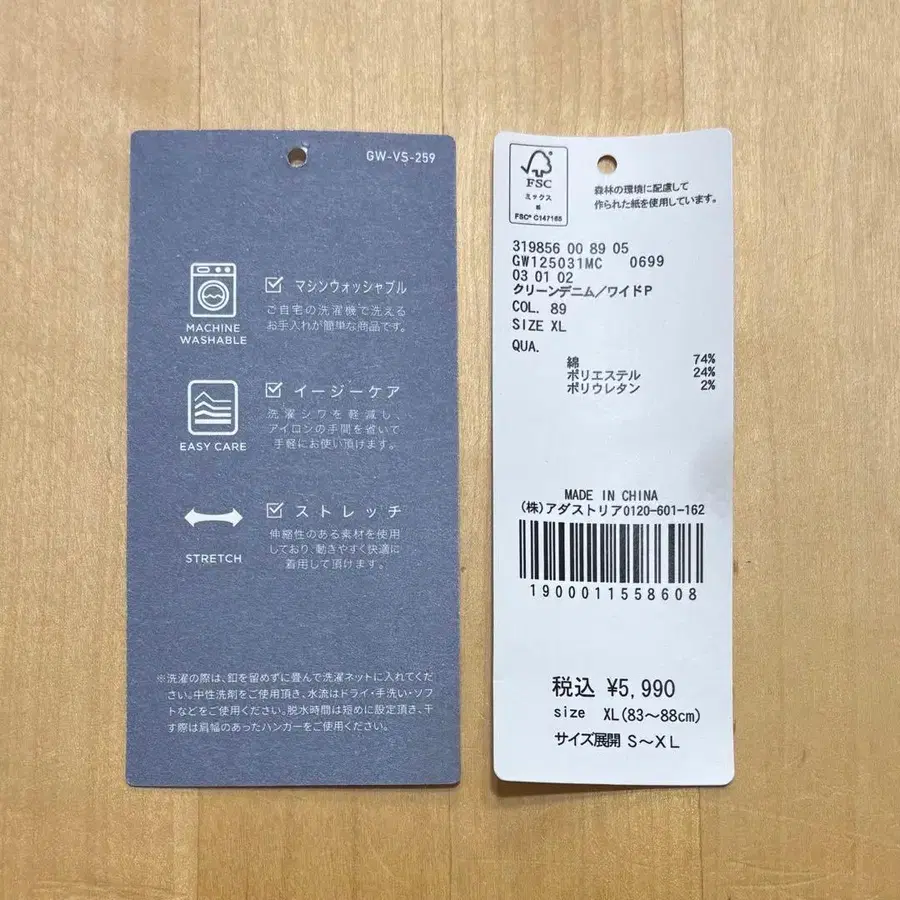 GW-VS-259
MACHINE
WASHABLE
マシンウォッシャブル
ご自宅の洗濯機で洗える
お手入れが簡単な商品です。
EASY CARE
イージーケア
洗濯シワを軽減し、
アイロンの手間を省いて
手軽にお使い頂けます。
STRETCH
ストレッチ
伸縮性のある素材を使用
しており、動きやすく快適に
着用して頂けます。
※洗濯の際は、釦を留めずに畳んで洗濯ネットに入れてくだ
さい。中性洗剤をご使用頂き、水流はドライ・手洗い・ソフ
トなどをご使用ください。脱水時間は短めに設定頂き、干
す際は肩幅のあったハンガーをご使用ください。
FSC
ミックス
紙
FSC® C147165
森林の環境に配慮して
作られた紙を使用しています。
319856 00 89 05
GW125031MC 0699
03 01 02
クリーンデニム/ワイドP
COL. 89
SIZE XL
QUA.
綿 74%
ポリエステル 24%
ポリウレタン 2%
MADE IN CHINA
(株)アダストリア0120-601-162
1900011558608
税込 ¥5,990
size XL(83～88cm)
サイズ展開 S～XL